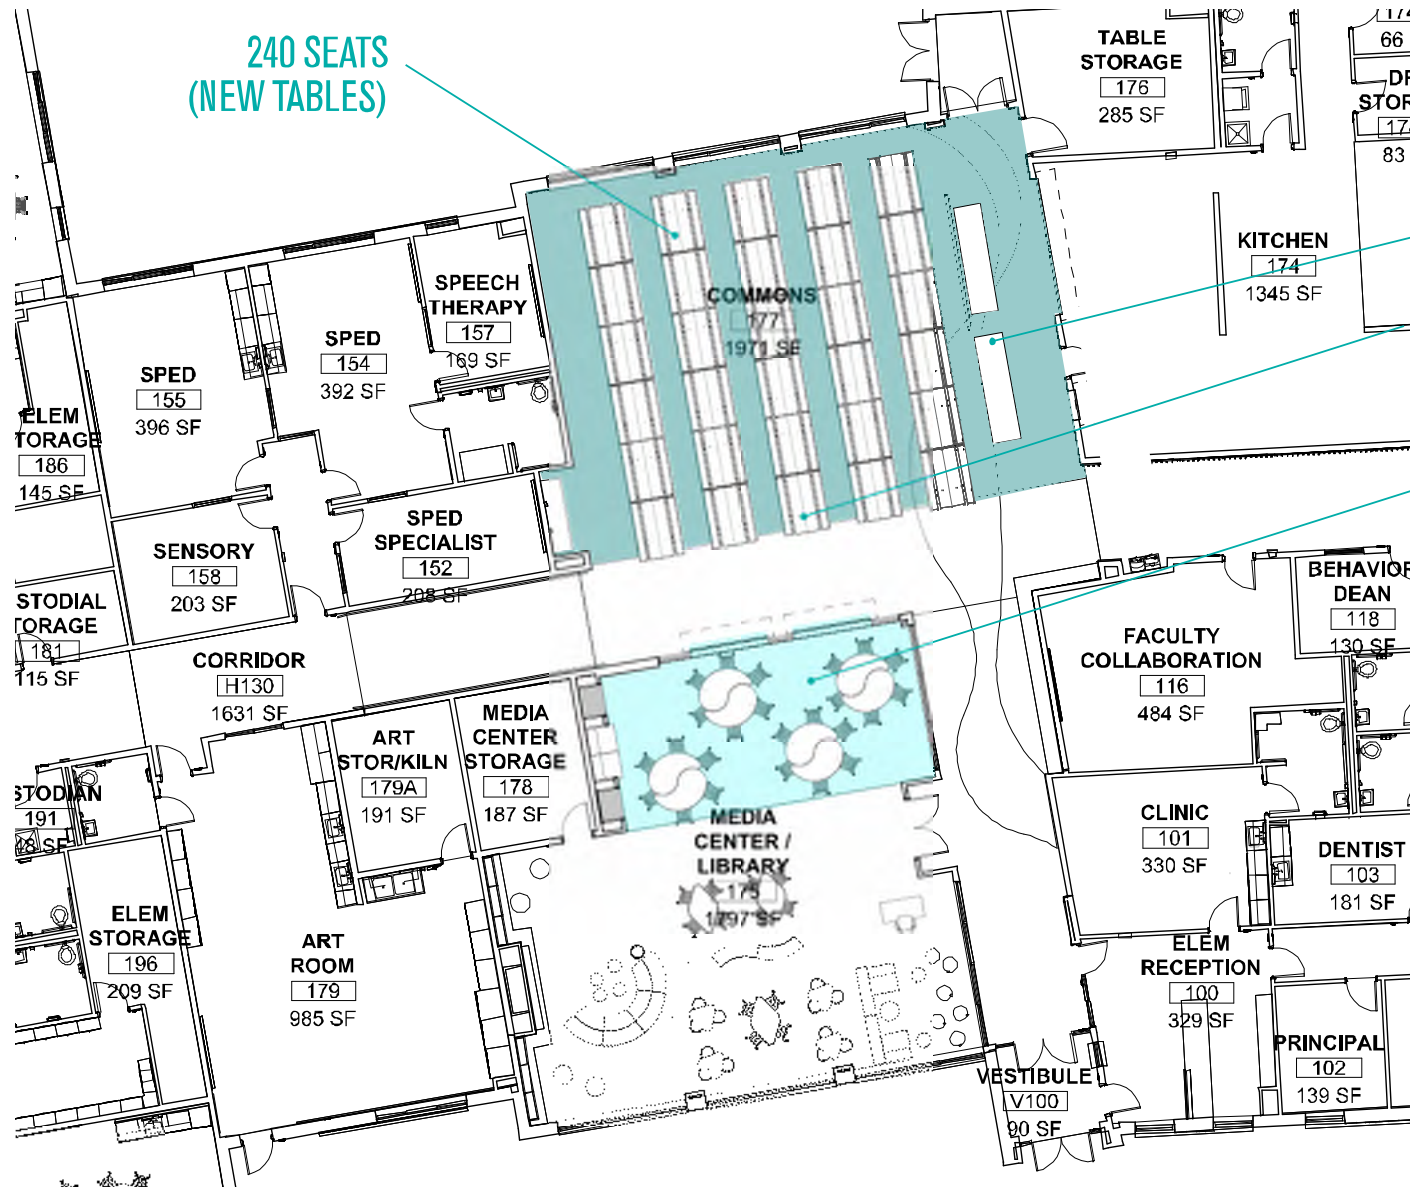 240 SEATS
(NEW TABLES)
TABLE
STORAGE
176
285 SF
174
66
STOR
17
83
KITCHEN
174
1345 SF
COMMONS
177
1971 SF
SPEECH
THERAPY
157
169 SF
SPED
154
392 SF
SPED
155
396 SF
ELEM
TORAGE
186
145 SF
SPED
SPECIALIST
152
208 SF
SENSORY
158
203 SF
STODIAL
TORAGE
181
115 SF
CORRIDOR
H130
1631 SF
BEHAVIOR
DEAN
118
130 SF
FACULTY
COLLABORATION
116
484 SF
MEDIA
CENTER
STORAGE
178
187 SF
ART
STOR/KILN
179A
191 SF
STODIAN
191
18 SF
CLINIC
101
330 SF
DENTIST
103
181 SF
MEDIA
CENTER /
LIBRARY
175
1797 SF
ELEM
STORAGE
196
209 SF
ART
ROOM
179
985 SF
ELEM
RECEPTION
100
329 SF
PRINCIPAL
102
139 SF
VESTIBULE
V100
90 SF